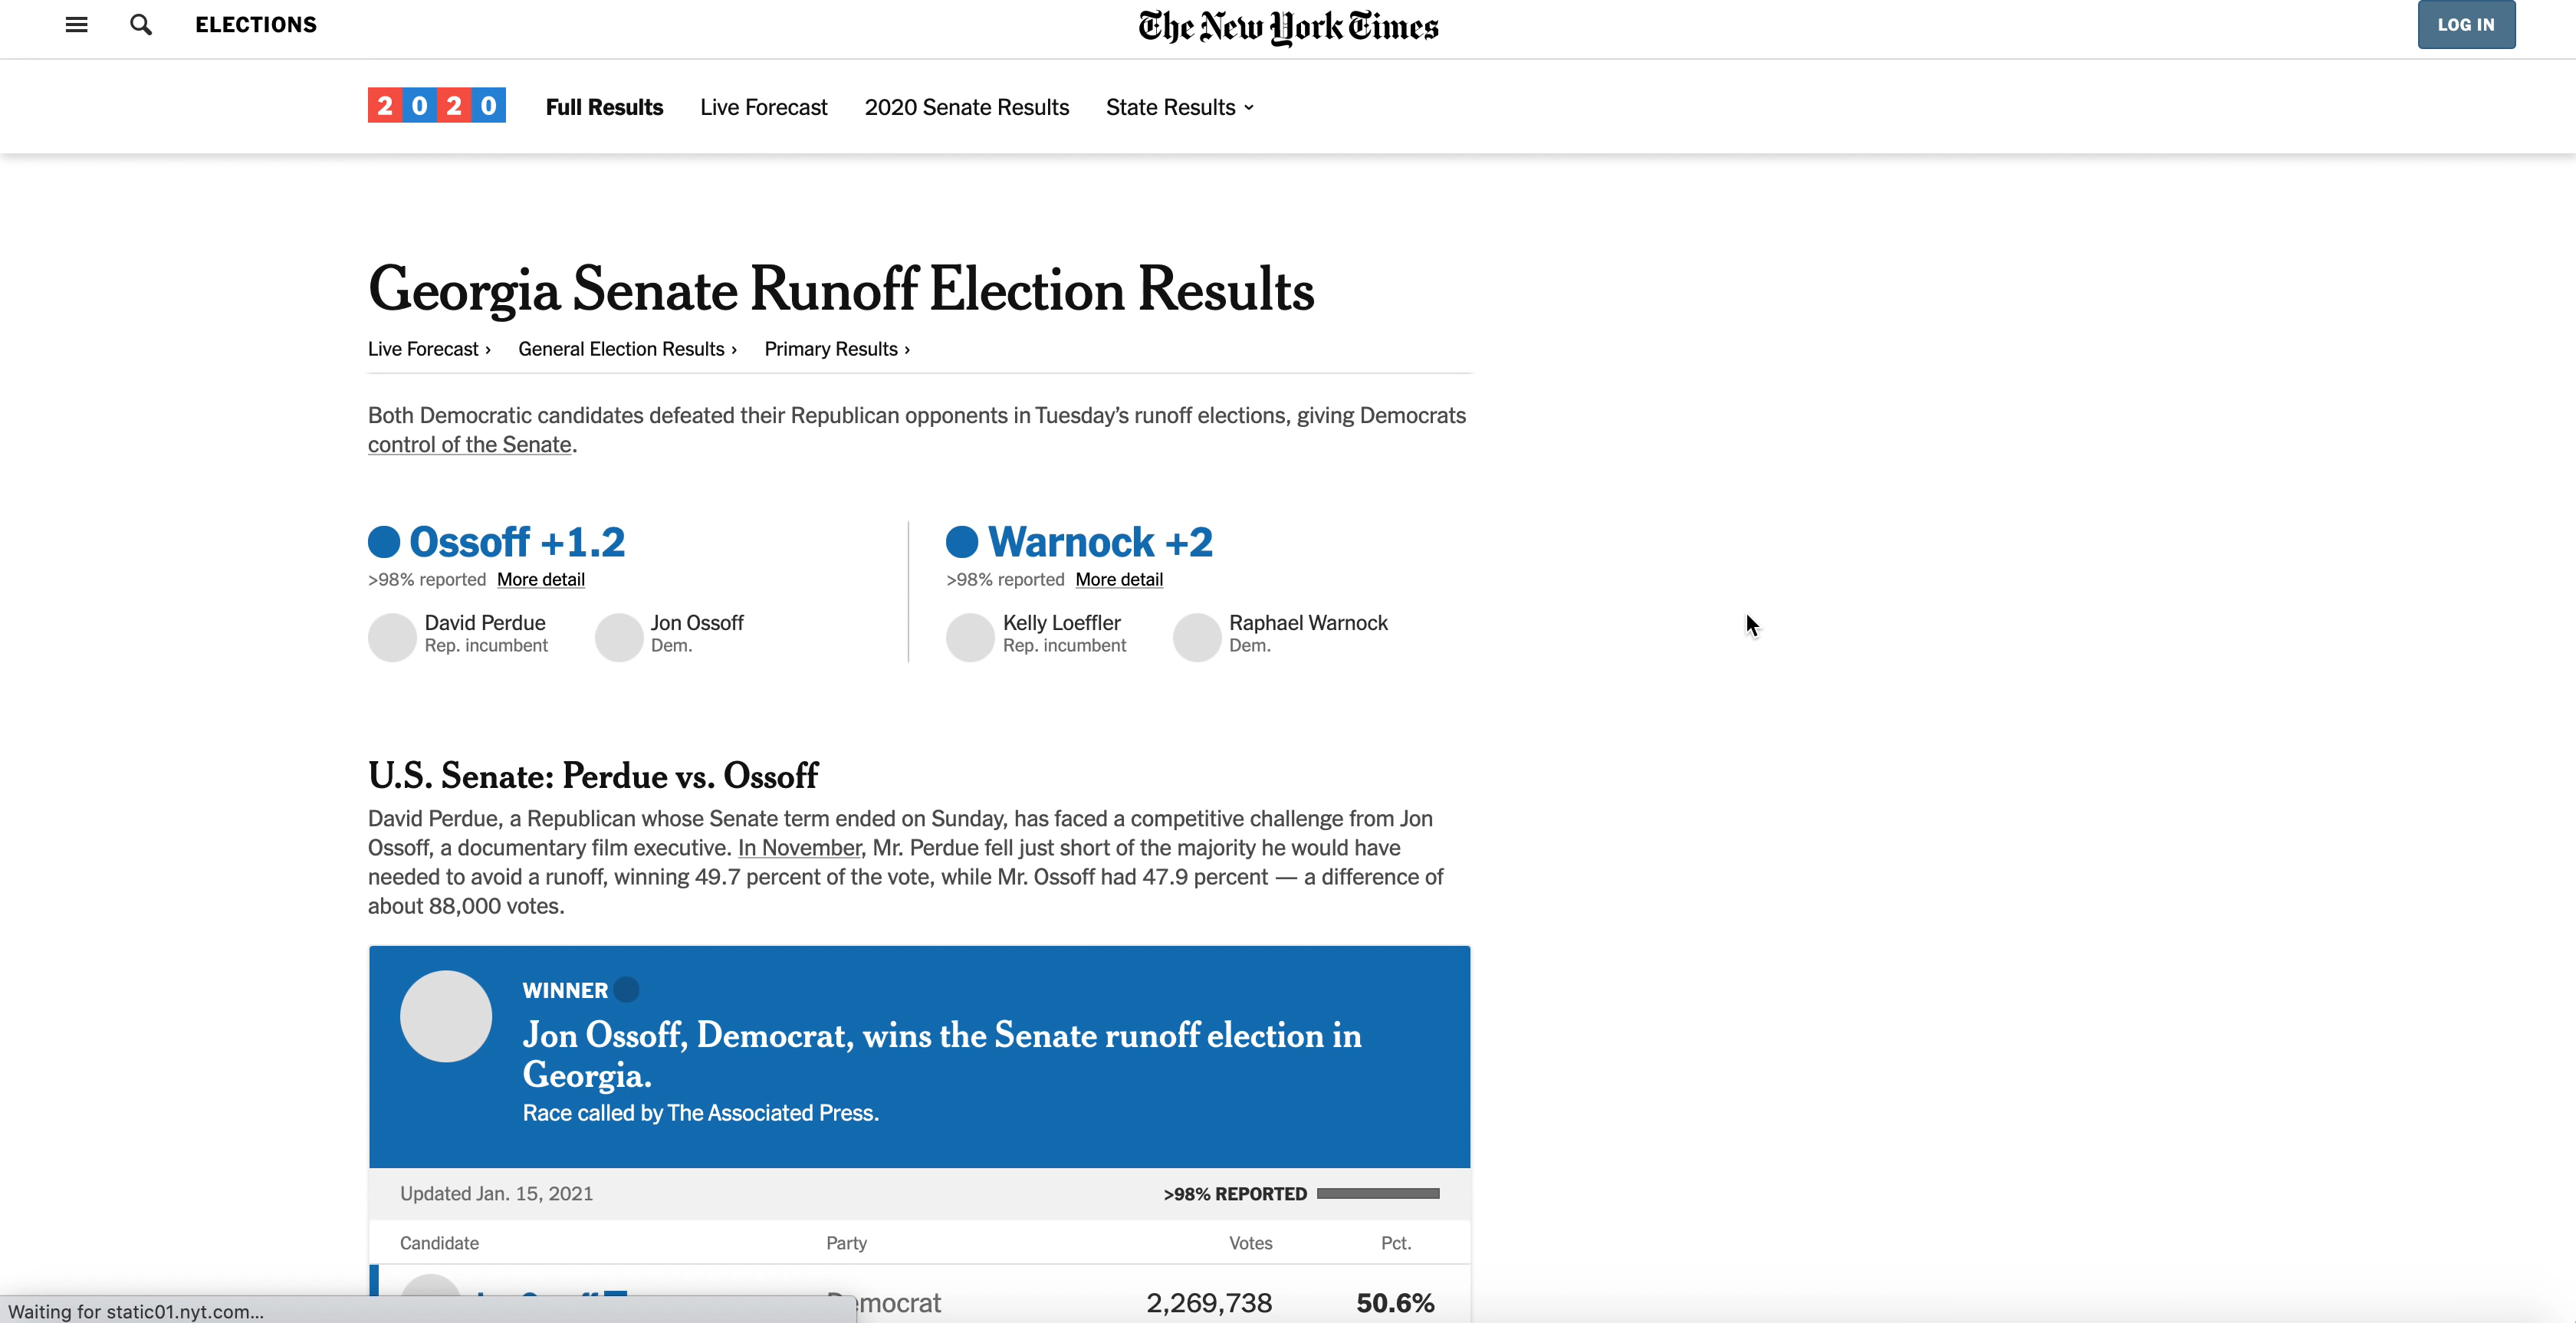 ELECTIONS
The New York Times
LOG IN
2020
Full Results
Live Forecast
2020 Senate Results
State Results
Georgia Senate Runoff Election Results
Live Forecast › General Election Results › Primary Results ›
Both Democratic candidates defeated their Republican opponents in Tuesday’s runoff elections, giving Democrats
control of the Senate.
Ossoff +1.2
>98% reported More detail
David Perdue
Rep. incumbent
Jon Ossoff
Dem.
Warnock +2
>98% reported More detail
Kelly Loeffler
Rep. incumbent
Raphael Warnock
Dem.
U.S. Senate: Perdue vs. Ossoff
David Perdue, a Republican whose Senate term ended on Sunday, has faced a competitive challenge from Jon
Ossoff, a documentary film executive. In November, Mr. Perdue fell just short of the majority he would have
needed to avoid a runoff, winning 49.7 percent of the vote, while Mr. Ossoff had 47.9 percent — a difference of
about 88,000 votes.
WINNER
Jon Ossoff, Democrat, wins the Senate runoff election in
Georgia.
Race called by The Associated Press.
Updated Jan. 15, 2021
>98% REPORTED
Candidate Party Votes Pct.
Democrat 2,269,738 50.6%
Waiting for static01.nyt.com...